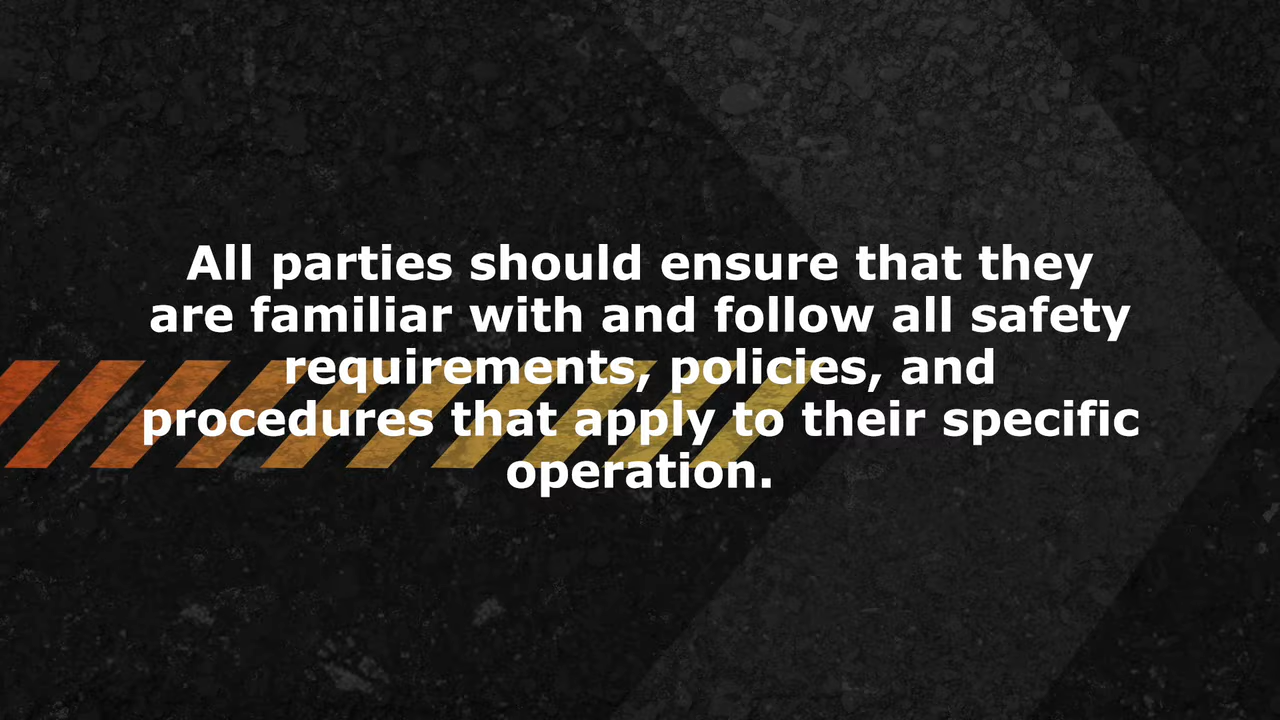 All parties should ensure that they
are familiar with and follow all safety
requirements, policies, and
procedures that apply to their specific
operation.